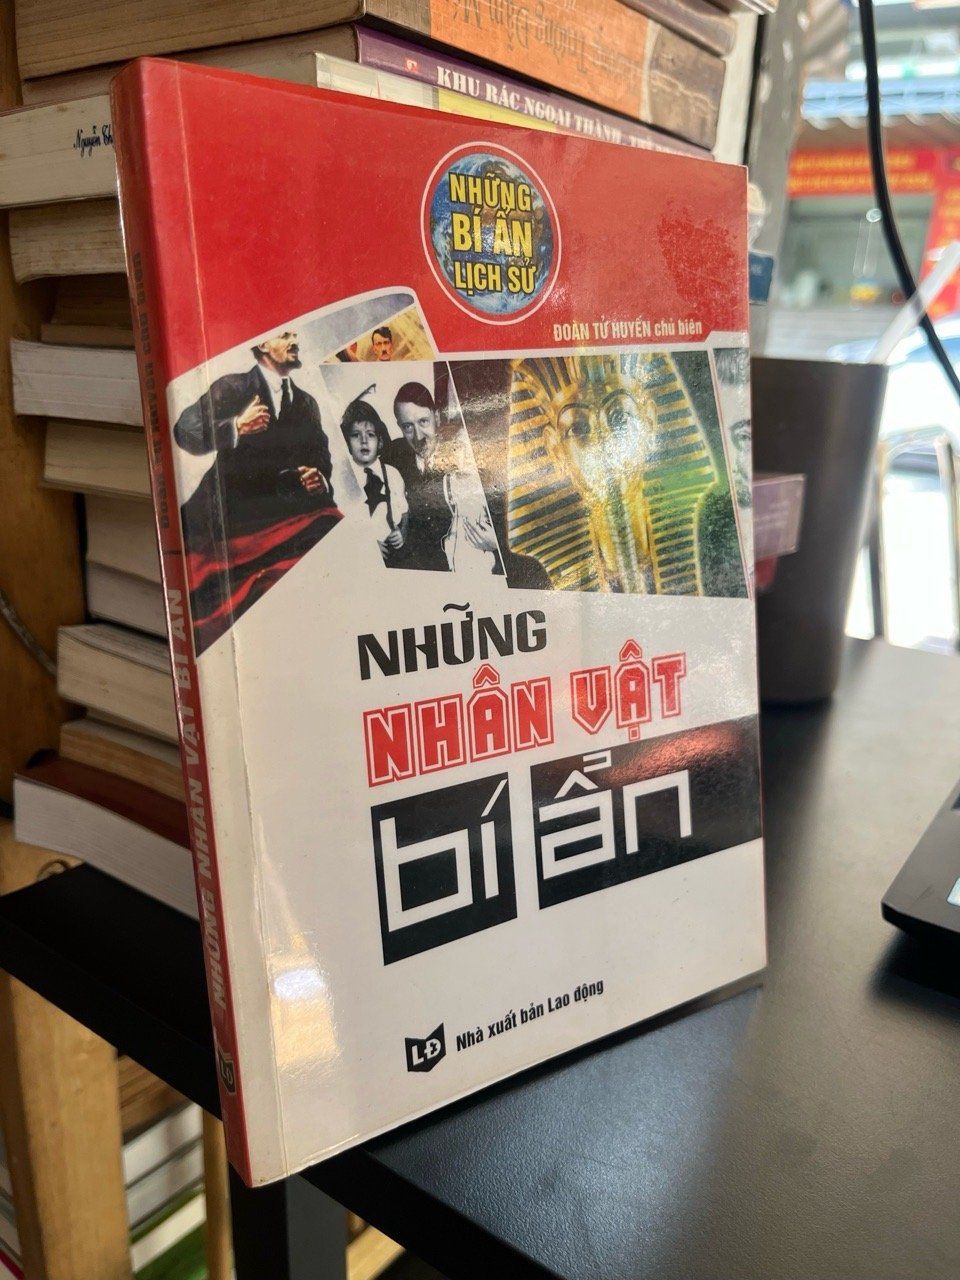 KHU RÁC NGOẠI THÀNH
Nguyễn
NHỮNG
BÍ ẨN
LỊCH SỬ
ĐOÀN TỬ HUYẾN chủ biên
NHỮNG
NHÂN VẬT
bí ẩn
LĐ
Nhà xuất bản Lao động
NHỮNG NHÂN VẬT BÍ ẨN